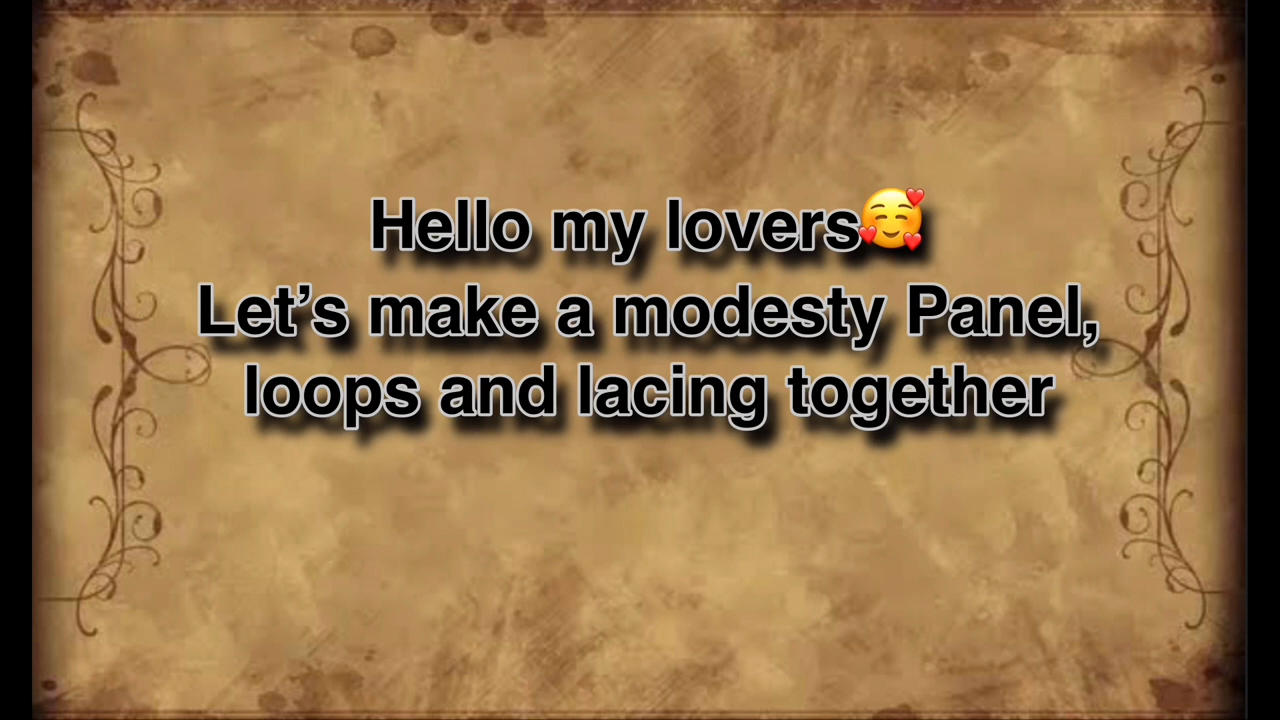 Hello my lovers🥰
Let’s make a modesty Panel,
loops and lacing together